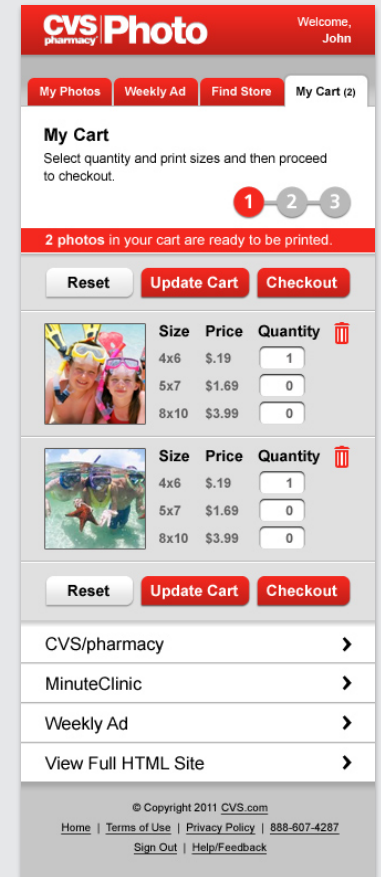 CVS pharmacy Photo
Welcome,
John
My Photos Weekly Ad Find Store My Cart (2)
My Cart
Select quantity and print sizes and then proceed
to checkout.
1 2 3
2 photos in your cart are ready to be printed.
Reset Update Cart Checkout
Size Price Quantity
4x6 $.19 1
5x7 $1.69 0
8x10 $3.99 0
Size Price Quantity
4x6 $.19 1
5x7 $1.69 0
8x10 $3.99 0
Reset Update Cart Checkout
CVS/pharmacy
MinuteClinic
Weekly Ad
View Full HTML Site
© Copyright 2011 CVS.com
Home | Terms of Use | Privacy Policy | 888-607-4287
Sign Out | Help/Feedback